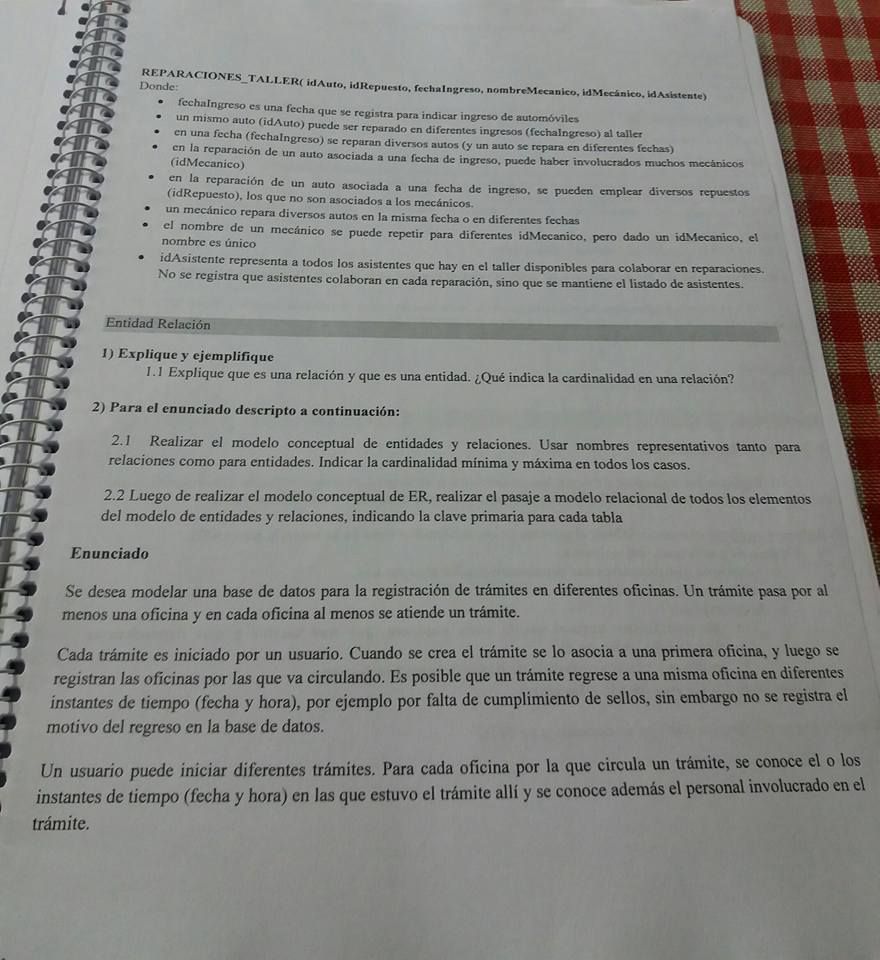 REPARACIONES_TALLER( idAuto, idRepuesto, fechaIngreso, nombreMecanico, idMecánico, idAsistente)
Donde:
• fechaIngreso es una fecha que se registra para indicar ingreso de automóviles
• un mismo auto (idAuto) puede ser reparado en diferentes ingresos (fechaIngreso) al taller
• en una fecha (fechaIngreso) se reparan diversos autos (y un auto se repara en diferentes fechas)
• en la reparación de un auto asociada a una fecha de ingreso, puede haber involucrados muchos mecánicos
(idMecanico)
• en la reparación de un auto asociada a una fecha de ingreso, se pueden emplear diversos repuestos
(idRepuesto), los que no son asociados a los mecánicos.
• un mecánico repara diversos autos en la misma fecha o en diferentes fechas
• el nombre de un mecánico se puede repetir para diferentes idMecanico, pero dado un idMecanico, el
nombre es único
• idAsistente representa a todos los asistentes que hay en el taller disponibles para colaborar en reparaciones.
No se registra que asistentes colaboran en cada reparación, sino que se mantiene el listado de asistentes.
Entidad Relación
1) Explique y ejemplifique
1.1 Explique que es una relación y que es una entidad. ¿Qué indica la cardinalidad en una relación?
2) Para el enunciado descripto a continuación:
2.1 Realizar el modelo conceptual de entidades y relaciones. Usar nombres representativos tanto para
relaciones como para entidades. Indicar la cardinalidad mínima y máxima en todos los casos.
2.2 Luego de realizar el modelo conceptual de ER, realizar el pasaje a modelo relacional de todos los elementos
del modelo de entidades y relaciones, indicando la clave primaria para cada tabla
Enunciado
Se desea modelar una base de datos para la registración de trámites en diferentes oficinas. Un trámite pasa por al
menos una oficina y en cada oficina al menos se atiende un trámite.
Cada trámite es iniciado por un usuario. Cuando se crea el trámite se lo asocia a una primera oficina, y luego se
registran las oficinas por las que va circulando. Es posible que un trámite regrese a una misma oficina en diferentes
instantes de tiempo (fecha y hora), por ejemplo por falta de cumplimiento de sellos, sin embargo no se registra el
motivo del regreso en la base de datos.
Un usuario puede iniciar diferentes trámites. Para cada oficina por la que circula un trámite, se conoce el o los
instantes de tiempo (fecha y hora) en las que estuvo el trámite allí y se conoce además el personal involucrado en el
trámite.